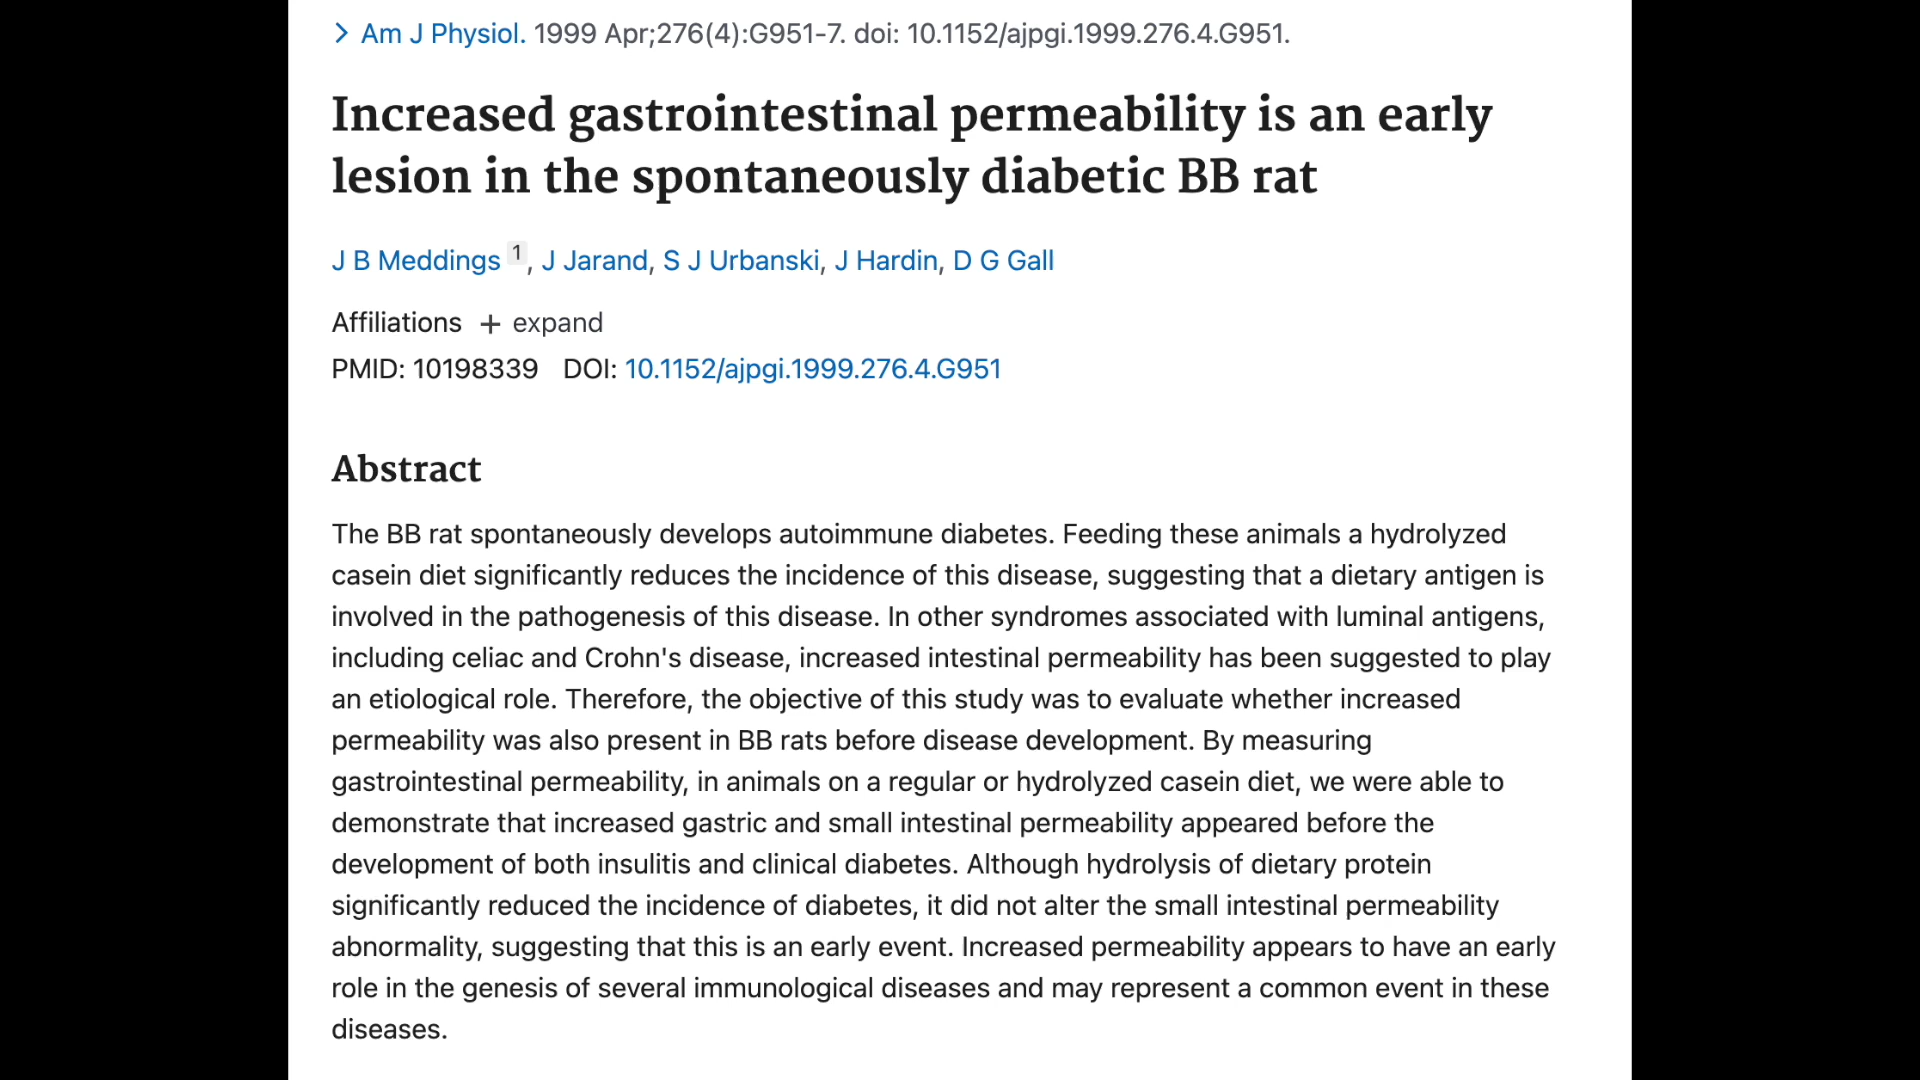 > Am J Physiol. 1999 Apr;276(4):G951-7. doi: 10.1152/ajpgi.1999.276.4.G951.
Increased gastrointestinal permeability is an early
lesion in the spontaneously diabetic BB rat
J B Meddings 1, J Jarand, S J Urbanski, J Hardin, D G Gall
Affiliations + expand
PMID: 10198339 DOI: 10.1152/ajpgi.1999.276.4.G951
Abstract
The BB rat spontaneously develops autoimmune diabetes. Feeding these animals a hydrolyzed
casein diet significantly reduces the incidence of this disease, suggesting that a dietary antigen is
involved in the pathogenesis of this disease. In other syndromes associated with luminal antigens,
including celiac and Crohn's disease, increased intestinal permeability has been suggested to play
an etiological role. Therefore, the objective of this study was to evaluate whether increased
permeability was also present in BB rats before disease development. By measuring
gastrointestinal permeability, in animals on a regular or hydrolyzed casein diet, we were able to
demonstrate that increased gastric and small intestinal permeability appeared before the
development of both insulitis and clinical diabetes. Although hydrolysis of dietary protein
significantly reduced the incidence of diabetes, it did not alter the small intestinal permeability
abnormality, suggesting that this is an early event. Increased permeability appears to have an early
role in the genesis of several immunological diseases and may represent a common event in these
diseases.